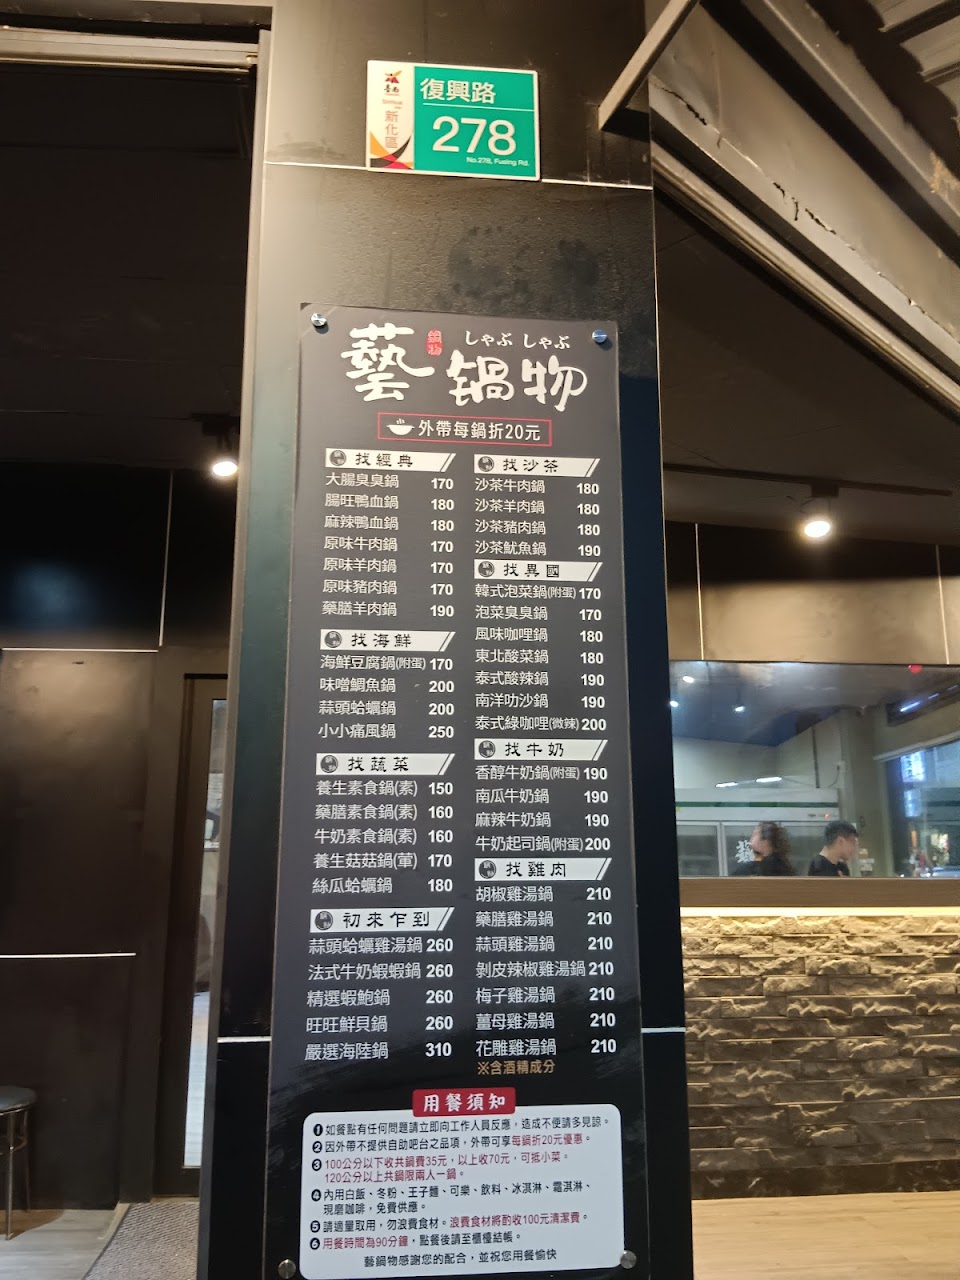 臺南
新化區
復興路
278
No.278, Fusing Rd.
藝 鍋物
鍋物
しゃぶ しゃぶ
外帶每鍋折20元
找經典
大腸臭臭鍋 170
腸旺鴨血鍋 180
麻辣鴨血鍋 180
原味牛肉鍋 170
原味羊肉鍋 170
原味豬肉鍋 170
藥膳羊肉鍋 190
找海鮮
海鮮豆腐鍋(附蛋) 170
味噌鯛魚鍋 200
蒜頭蛤蠣鍋 200
小小痛風鍋 250
找蔬菜
養生素食鍋(素) 150
藥膳素食鍋(素) 160
牛奶素食鍋(素) 160
養生菇菇鍋(葷) 170
絲瓜蛤蠣鍋 180
初來乍到
蒜頭蛤蠣雞湯鍋 260
法式牛奶蝦蝦鍋 260
精選蝦鮑鍋 260
旺旺鮮貝鍋 260
嚴選海陸鍋 310
找沙茶
沙茶牛肉鍋 180
沙茶羊肉鍋 180
沙茶豬肉鍋 180
沙茶魷魚鍋 190
找異國
韓式泡菜鍋(附蛋) 170
泡菜臭臭鍋 170
風味咖哩鍋 180
東北酸菜鍋 180
泰式酸辣鍋 190
南洋叻沙鍋 190
泰式綠咖哩(微辣) 200
找牛奶
香醇牛奶鍋(附蛋) 190
南瓜牛奶鍋 190
麻辣牛奶鍋 190
牛奶起司鍋(附蛋) 200
找雞肉
胡椒雞湯鍋 210
藥膳雞湯鍋 210
蒜頭雞湯鍋 210
剝皮辣椒雞湯鍋 210
梅子雞湯鍋 210
薑母雞湯鍋 210
花雕雞湯鍋 210
※含酒精成分
用餐須知
❶如餐點有任何問題請立即向工作人員反應，造成不便請多見諒。
❷因外帶不提供自助吧台之品項，外帶可享每鍋折20元優惠。
❸100公分以下收共鍋費35元，以上收70元，可抵小菜。
120公分以上共鍋限兩人一鍋。
❹內用白飯、冬粉、王子麵、可樂、飲料、冰淇淋、霜淇淋、
現磨咖啡，免費供應。
❺請適量取用，勿浪費食材。浪費食材將酌收100元清潔費。
❻用餐時間為90分鐘，點餐後請至櫃檯結帳。
藝鍋物感謝您的配合，並祝您用餐愉快
藝